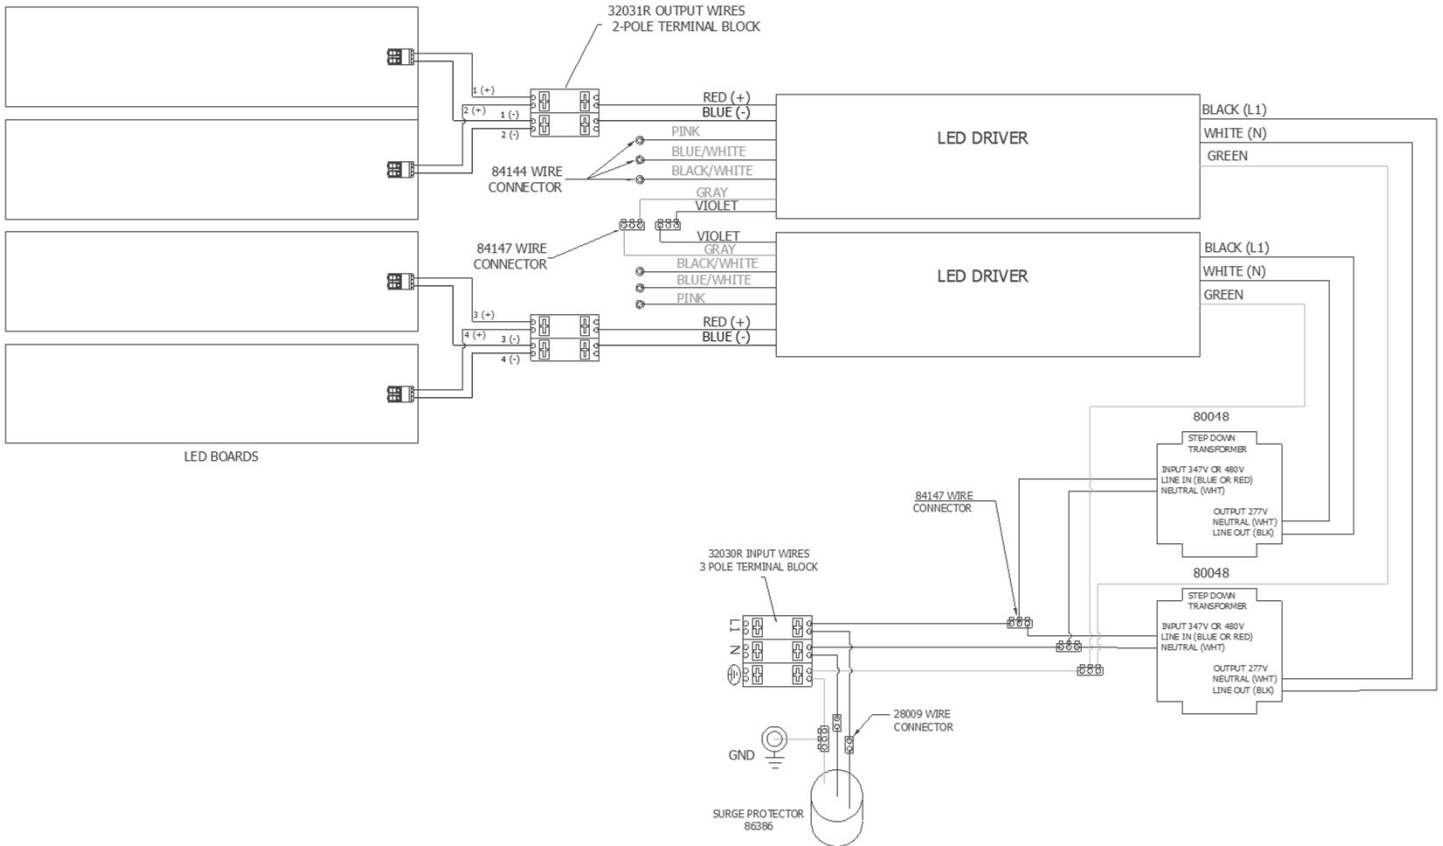 32031R OUTPUT WIRES
2-POLE TERMINAL BLOCK
1 (+)
2 (+)
1 (-)
2 (-)
RED (+)
BLUE (-)
PINK
BLUE/WHITE
BLACK/WHITE
GRAY
VIOLET
LED DRIVER
BLACK (L1)
WHITE (N)
GREEN
84144 WIRE
CONNECTOR
84147 WIRE
CONNECTOR
VIOLET
GRAY
BLACK/WHITE
BLUE/WHITE
PINK
RED (+)
BLUE (-)
LED DRIVER
BLACK (L1)
WHITE (N)
GREEN
3 (+)
4 (+)
3 (-)
4 (-)
LED BOARDS
80048
STEP DOWN
TRANSFORMER
INPUT 347V OR 480V
LINE IN (BLUE OR RED)
NEUTRAL (WHT)
OUTPUT 277V
NEUTRAL (WHT)
LINE OUT (BLK)
84147 WIRE
CONNECTOR
32030R INPUT WIRES
3 POLE TERMINAL BLOCK
L1
N
80048
STEP DOWN
TRANSFORMER
INPUT 347V OR 480V
LINE IN (BLUE OR RED)
NEUTRAL (WHT)
OUTPUT 277V
NEUTRAL (WHT)
LINE OUT (BLK)
28009 WIRE
CONNECTOR
GND
SURGE PROTECTOR
86386